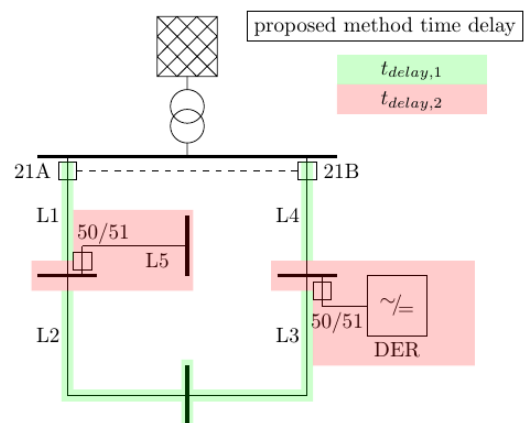 proposed method time delay
t_{delay,1}
t_{delay,2}
21A
21B
L1
L4
50/51
L5
L2
L3
50/51
~/=
DER